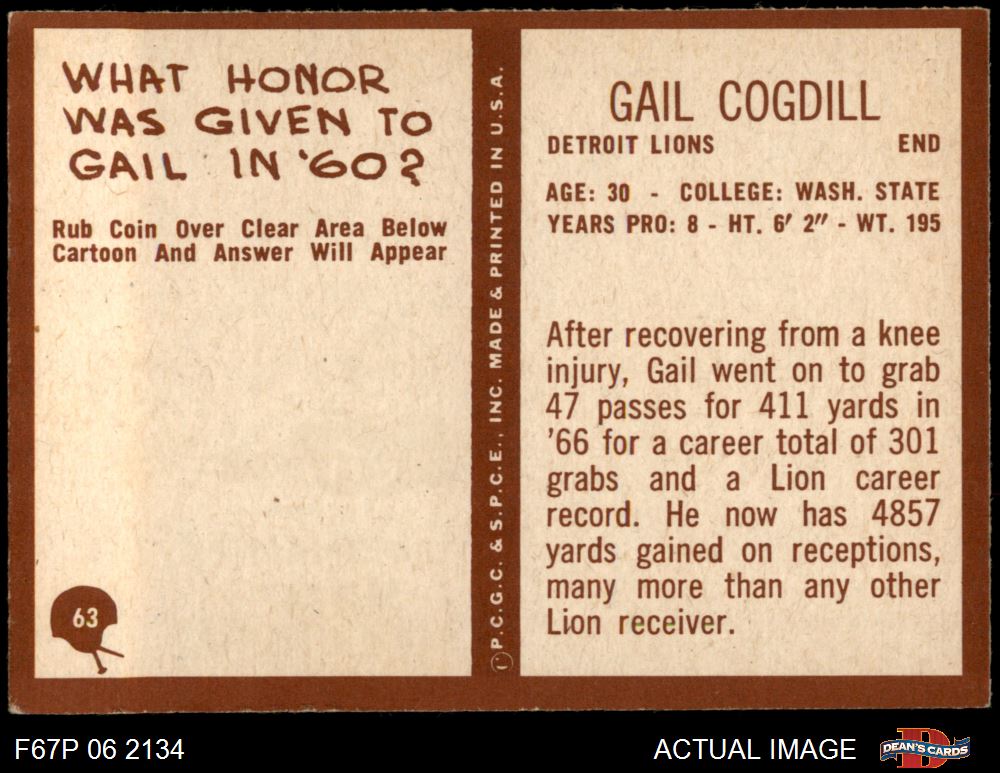 WHAT HONOR
WAS GIVEN TO
GAIL IN '60?
Rub Coin Over Clear Area Below
Cartoon And Answer Will Appear
63
©P.C.G.C. & S.P.C.E., INC. MADE & PRINTED IN U.S.A.
GAIL COGDILL
DETROIT LIONS END
AGE: 30 - COLLEGE: WASH. STATE
YEARS PRO: 8 - HT. 6' 2" - WT. 195
After recovering from a knee
injury, Gail went on to grab
47 passes for 411 yards in
'66 for a career total of 301
grabs and a Lion career
record. He now has 4857
yards gained on receptions,
many more than any other
Lion receiver.
F67P 06 2134
ACTUAL IMAGE
DEAN'S CARDS